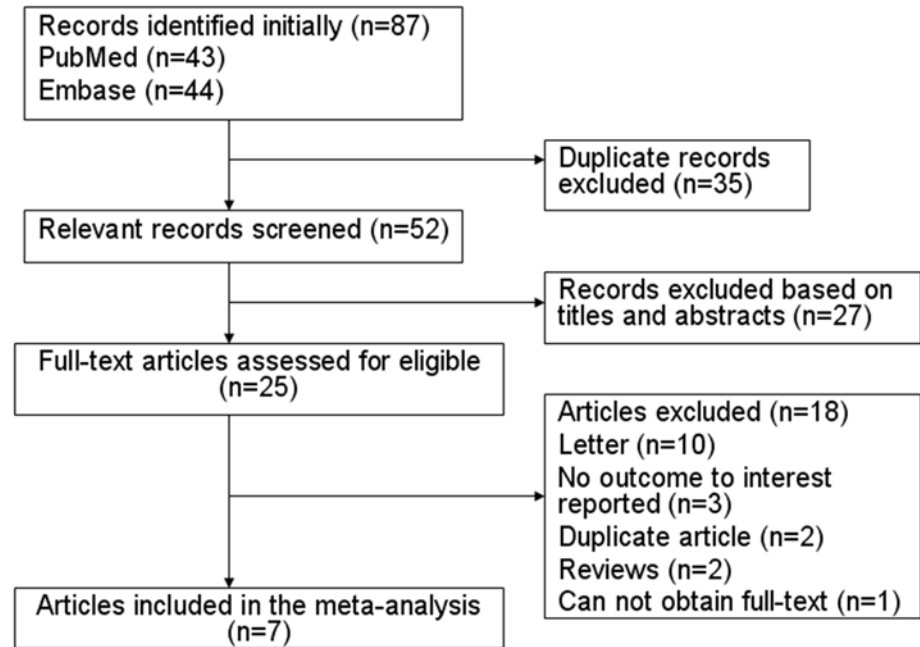 Records identified initially (n=87)
PubMed (n=43)
Embase (n=44)
Duplicate records
excluded (n=35)
Relevant records screened (n=52)
Records excluded based on
titles and abstracts (n=27)
Full-text articles assessed for eligible
(n=25)
Articles excluded (n=18)
Letter (n=10)
No outcome to interest
reported (n=3)
Duplicate article (n=2)
Reviews (n=2)
Can not obtain full-text (n=1)
Articles included in the meta-analysis
(n=7)